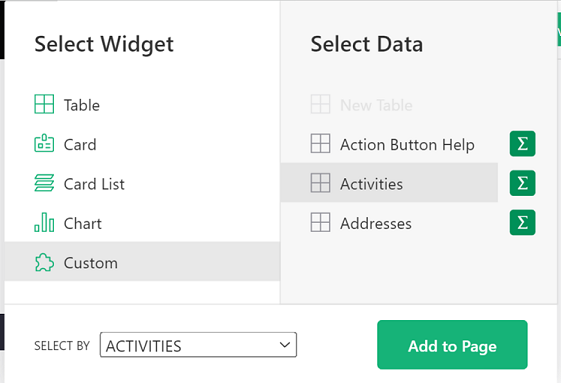 Select Widget
Table
Card
Card List
Chart
Custom
Select Data
New Table
Action Button Help Σ
Activities Σ
Addresses Σ
SELECT BY ACTIVITIES
Add to Page